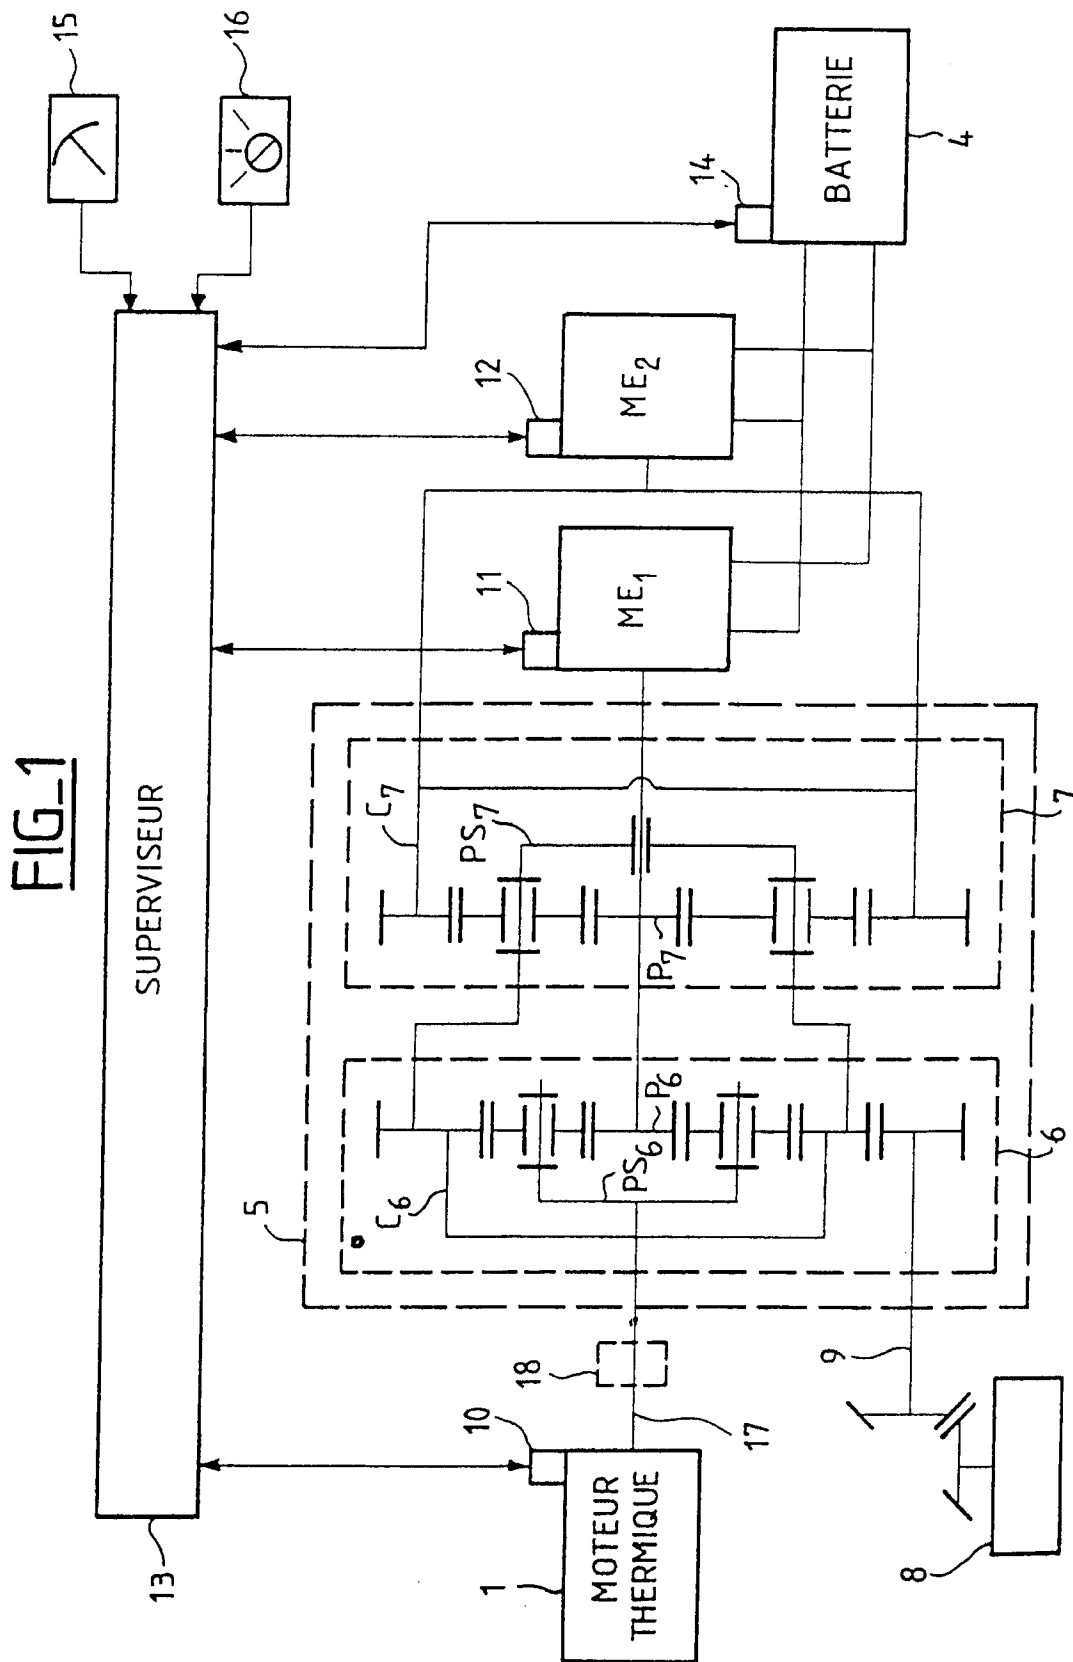 FIG_1
15
16
SUPERVISEUR
13
14
BATTERIE
4
12
ME2
11
ME1
C7
PS7
P7
7
5
C6
PS6
P6
6
18
17
9
10
MOTEUR
THERMIQUE
1
8